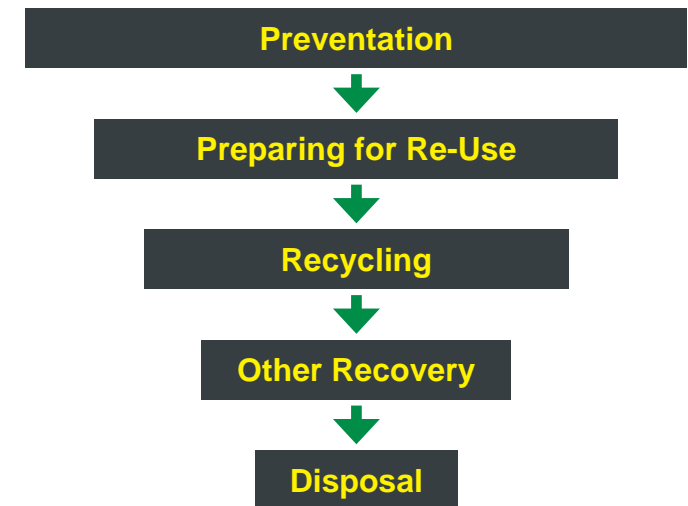 Preventation
Preparing for Re-Use
Recycling
Other Recovery
Disposal